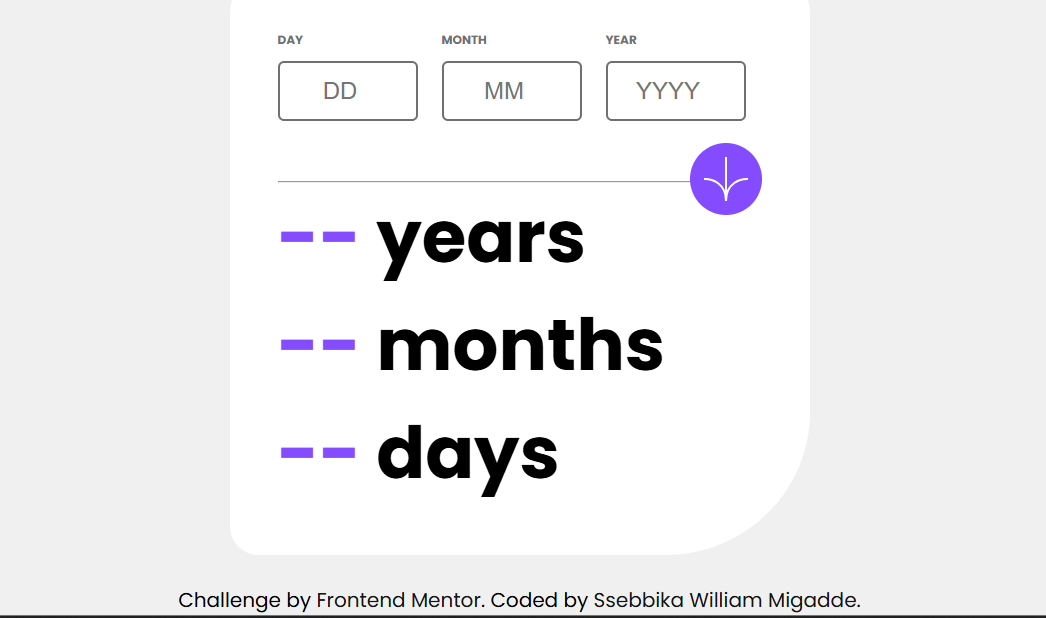 DAY MONTH YEAR
DD MM YYYY
-- years
-- months
-- days
Challenge by Frontend Mentor. Coded by Ssebbika William Migadde.